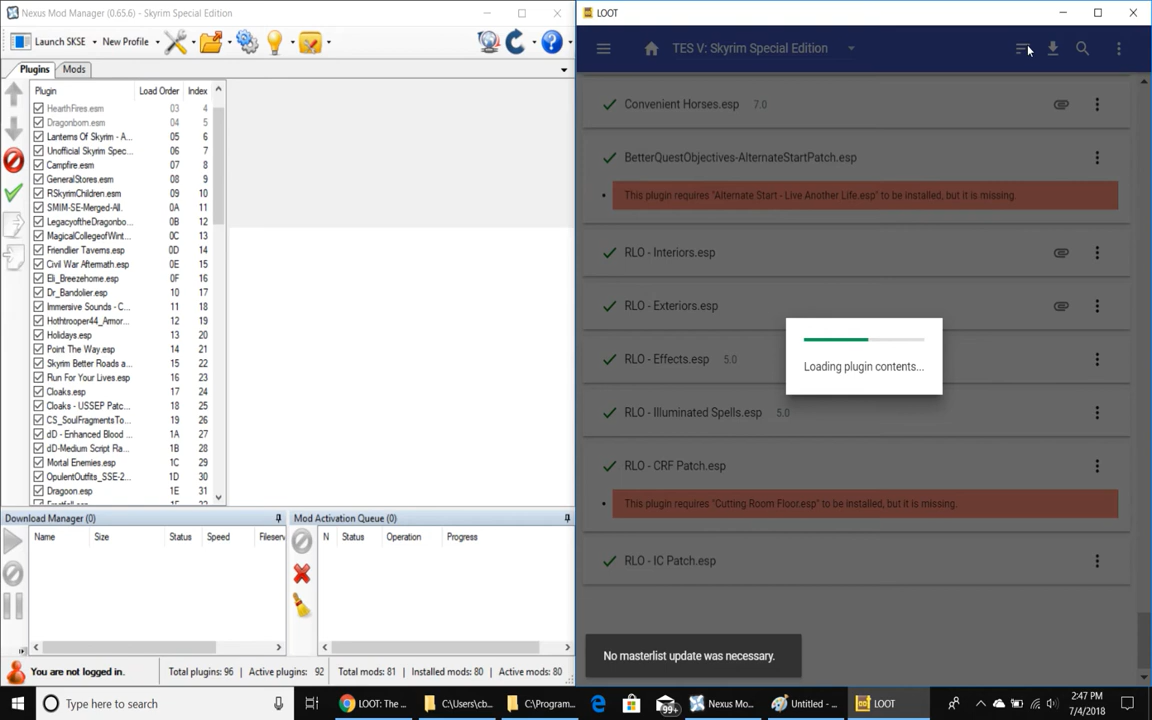 Nexus Mod Manager (0.65.6) - Skyrim Special Edition
Launch SKSE
New Profile
Plugins
Mods
Plugin Load Order Index
HearthFires.esm 03 4
Dragonborn.esm 04 5
Lanterns Of Skyrim - A... 05 6
Unofficial Skyrim Spec... 06 7
Campfire.esm 07 8
GeneralStores.esm 08 9
RSkyrimChildren.esm 09 10
SMIM-SE-Merged-All. 0A 11
LegacyoftheDragonbo... 0B 12
MagicalCollegeofWint... 0C 13
Friendlier Taverns.esp 0D 14
Civil War Aftermath.esp 0E 15
Eli_Breezehome.esp 0F 16
Dr_Bandolier.esp 10 17
Immersive Sounds - C... 11 18
Hothtrooper44_Armor... 12 19
Holidays.esp 13 20
Point The Way.esp 14 21
Skyrim Better Roads a... 15 22
Run For Your Lives.esp 16 23
Cloaks.esp 17 24
Cloaks - USSEP Patc... 18 25
CS_SoulFragmentsTo... 19 26
dD - Enhanced Blood ... 1A 27
dD-Medium Script Ra... 1B 28
Mortal Enemies.esp 1C 29
OpulentOutfits_SSE-2... 1D 30
Dragoon.esp 1E 31
Download Manager (0)
Name Size Status Speed Fileserv
Mod Activation Queue (0)
N Status Operation Progress
You are not logged in.
Total plugins: 96 Active plugins: 92 Total mods: 81 Installed mods: 80 Active mods: 80
LOOT
TES V: Skyrim Special Edition
Convenient Horses.esp 7.0
BetterQuestObjectives-AlternateStartPatch.esp
• This plugin requires "Alternate Start - Live Another Life.esp" to be installed, but it is missing.
RLO - Interiors.esp
RLO - Exteriors.esp
RLO - Effects.esp 5.0
RLO - Illuminated Spells.esp 5.0
RLO - CRF Patch.esp
• This plugin requires "Cutting Room Floor.esp" to be installed, but it is missing.
RLO - IC Patch.esp
Loading plugin contents...
No masterlist update was necessary.
Type here to search
LOOT: The ...
C:\Users\cb...
C:\Program...
99+
Nexus Mo...
Untitled - ...
LOOT
2:47 PM
7/4/2018